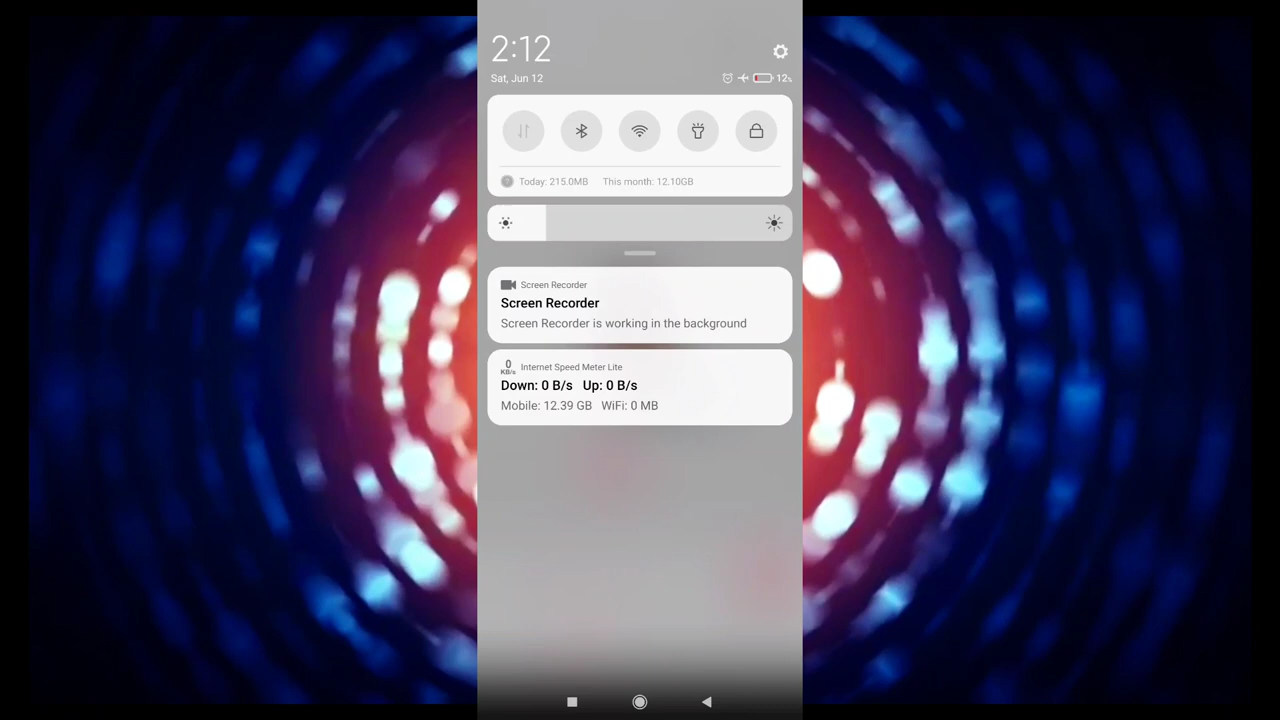 2:12
Sat, Jun 12
12%
Today: 215.0MB This month: 12.10GB
Screen Recorder
Screen Recorder
Screen Recorder is working in the background
0
KB/s
Internet Speed Meter Lite
Down: 0 B/s Up: 0 B/s
Mobile: 12.39 GB WiFi: 0 MB